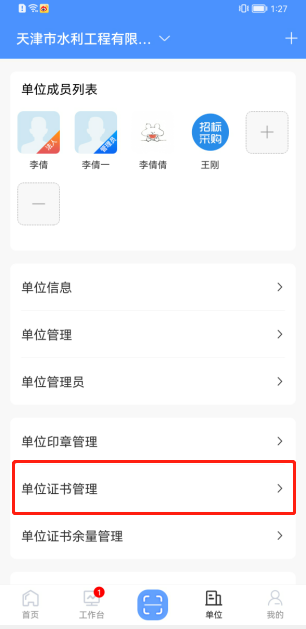 1:27
天津市水利工程有限...
单位成员列表
法人
管理员
招标
采购
李倩
李倩一
李倩倩
王刚
单位信息
单位管理
单位管理员
单位印章管理
单位证书管理
单位证书余量管理
1
首页
工作台
单位
我的